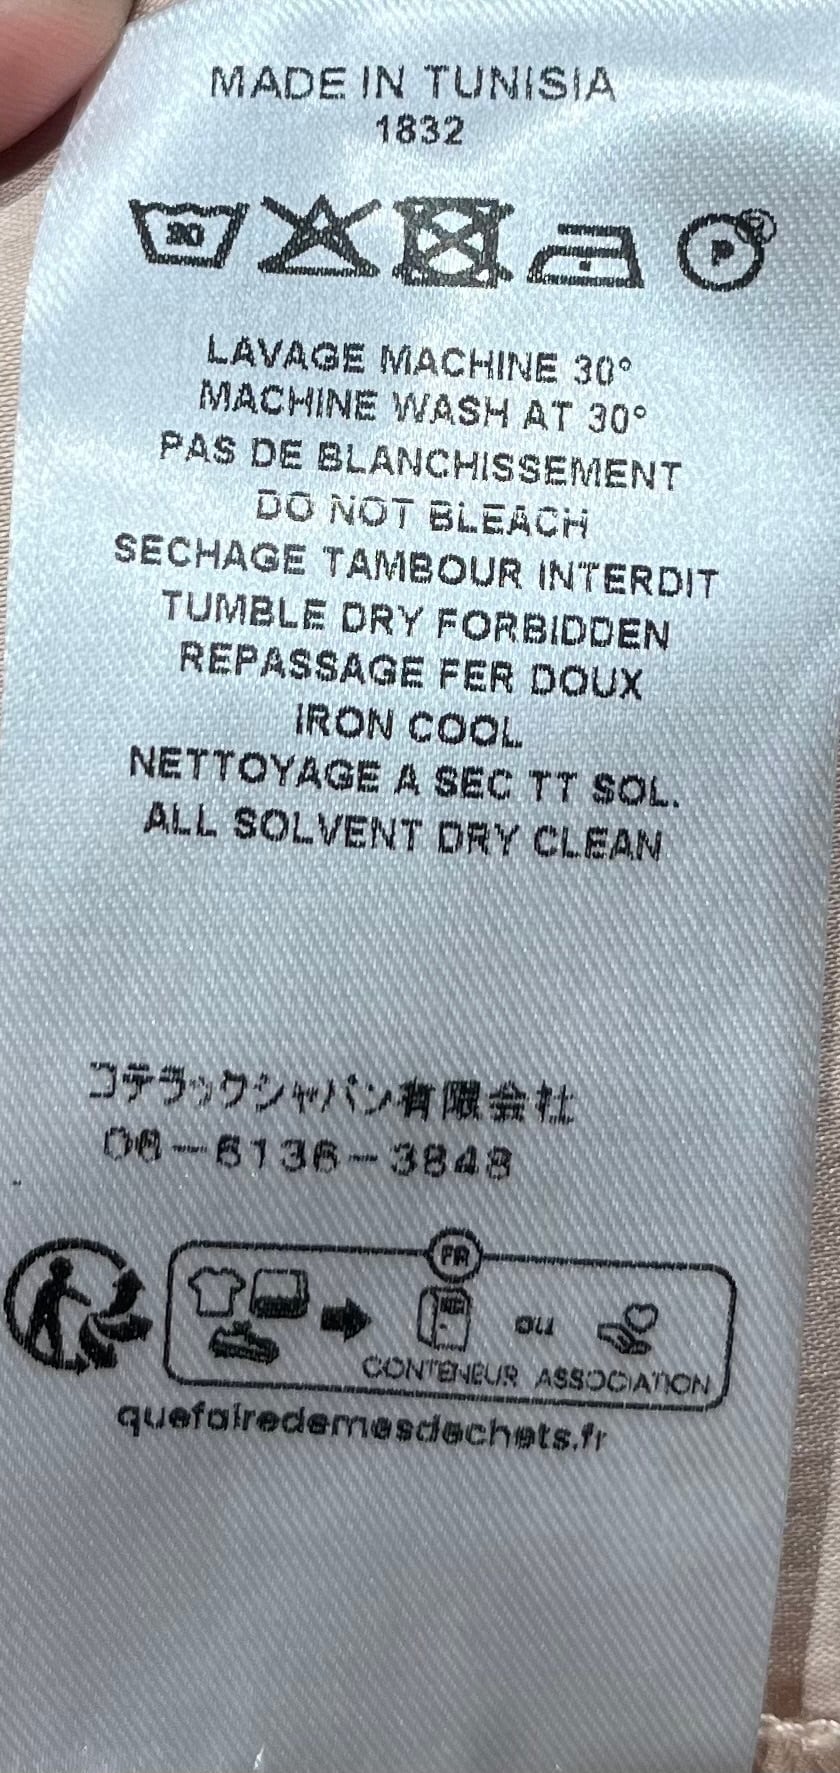 MADE IN TUNISIA
1832
30
P
LAVAGE MACHINE 30°
MACHINE WASH AT 30°
PAS DE BLANCHISSEMENT
DO NOT BLEACH
SECHAGE TAMBOUR INTERDIT
TUMBLE DRY FORBIDDEN
REPASSAGE FER DOUX
IRON COOL
NETTOYAGE A SEC TT SOL.
ALL SOLVENT DRY CLEAN
コテラックジャパン有限会社
06-6136-3848
FR
ou
CONTENEUR ASSOCIATION
quefairedemesdechets.fr